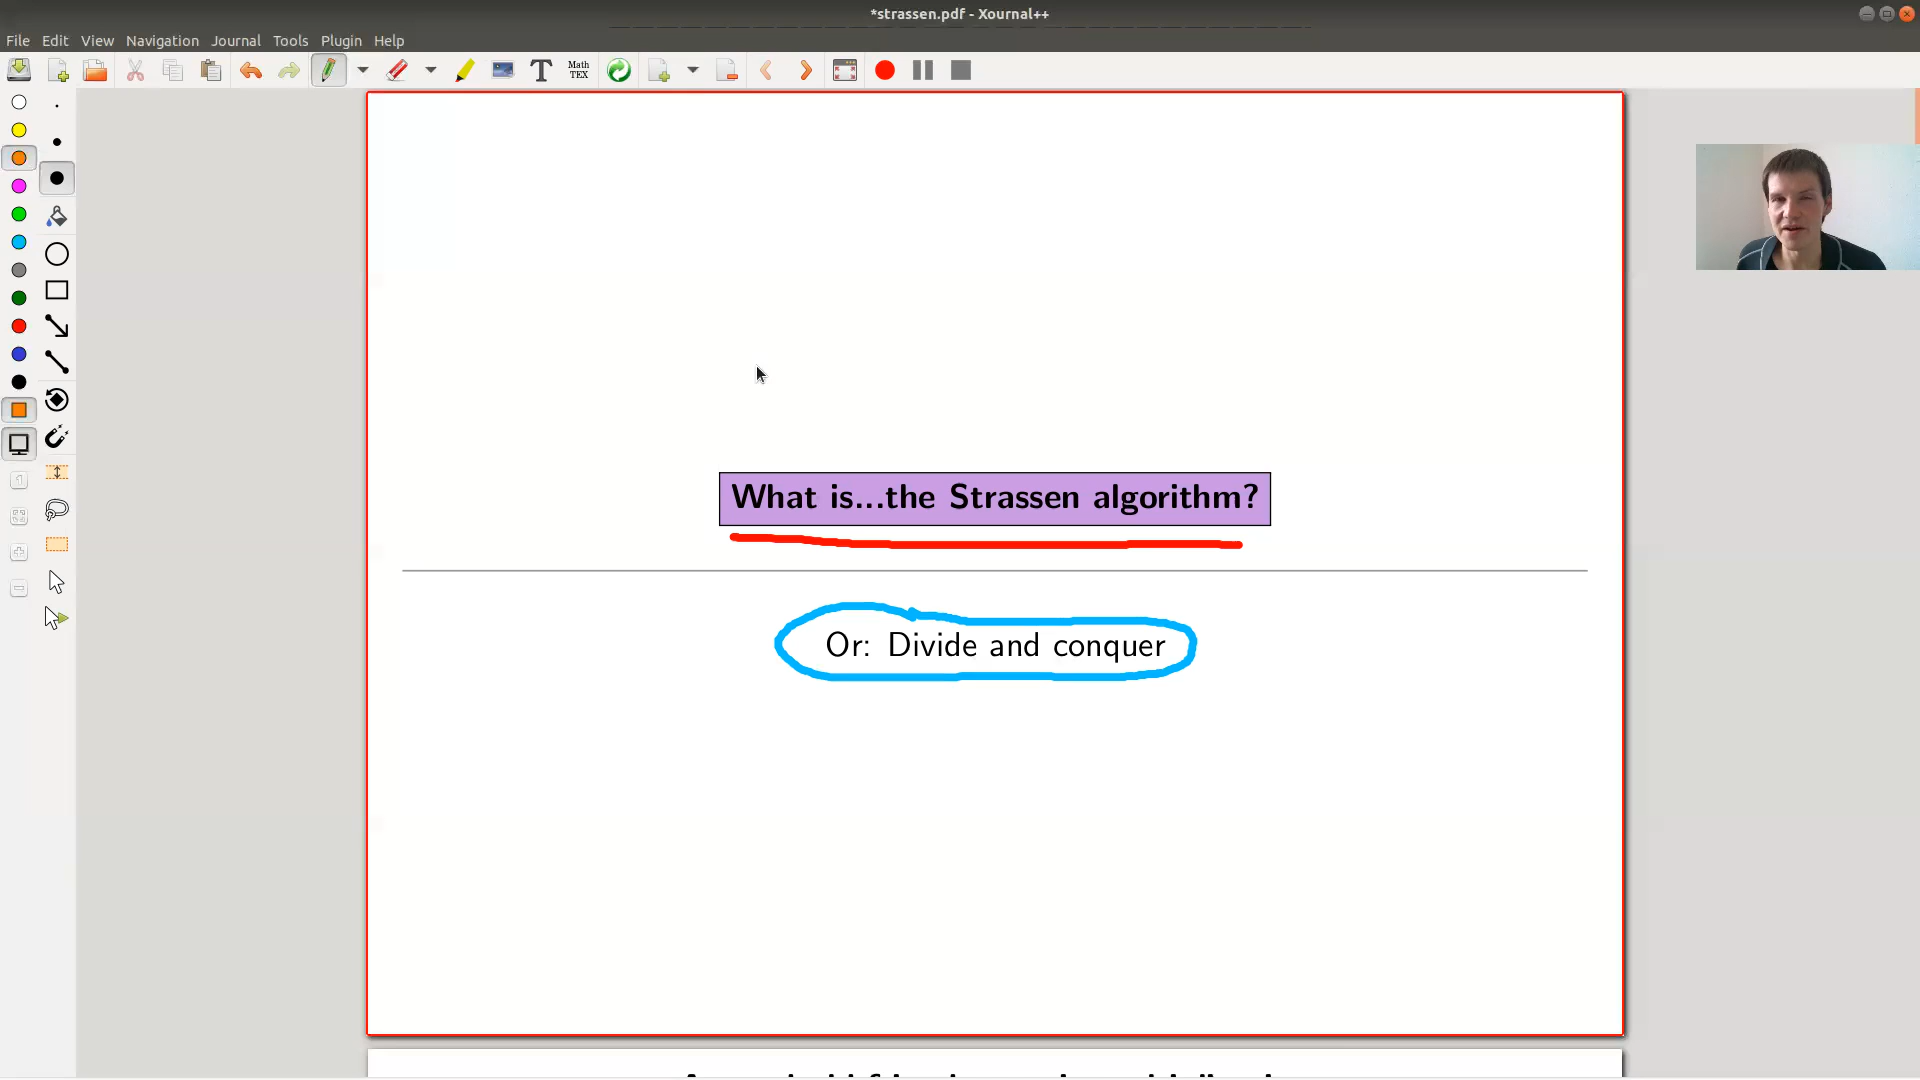 *strassen.pdf - Xournal++
File Edit View Navigation Journal Tools Plugin Help
Math
TEX
What is...the Strassen algorithm?
Or: Divide and conquer